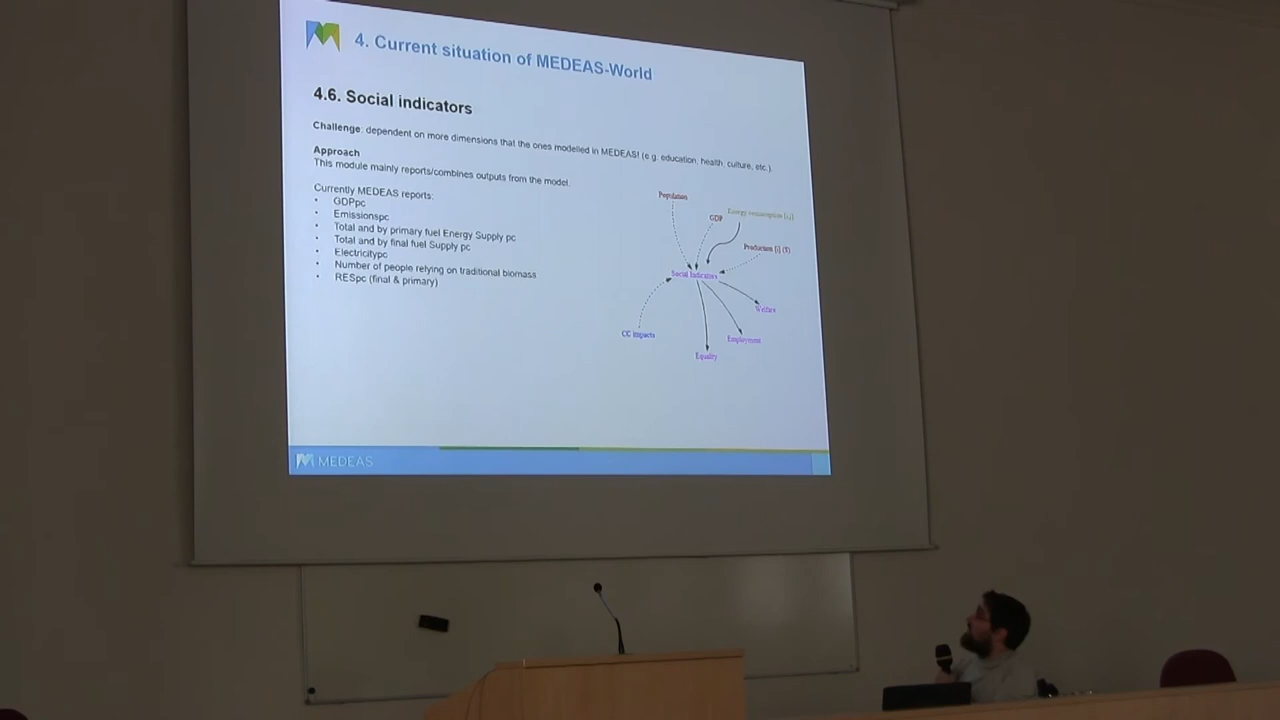 4. Current situation of MEDEAS-World
4.6. Social indicators
Challenge: dependent on more dimensions that the ones modelled in MEDEAS! (e.g. education, health, culture, etc.).
Approach
This module mainly reports/combines outputs from the model.
Currently MEDEAS reports:
• GDPpc
• Emissionspc
• Total and by primary fuel Energy Supply pc
• Total and by final fuel Supply pc
• Electricitypc
• Number of people relying on traditional biomass
• RESpc (final & primary)
Population
GDP
Energy consumption [i,j]
Production [i] ($)
Social Indicators
Welfare
CC impacts
Employment
Equality
MEDEAS